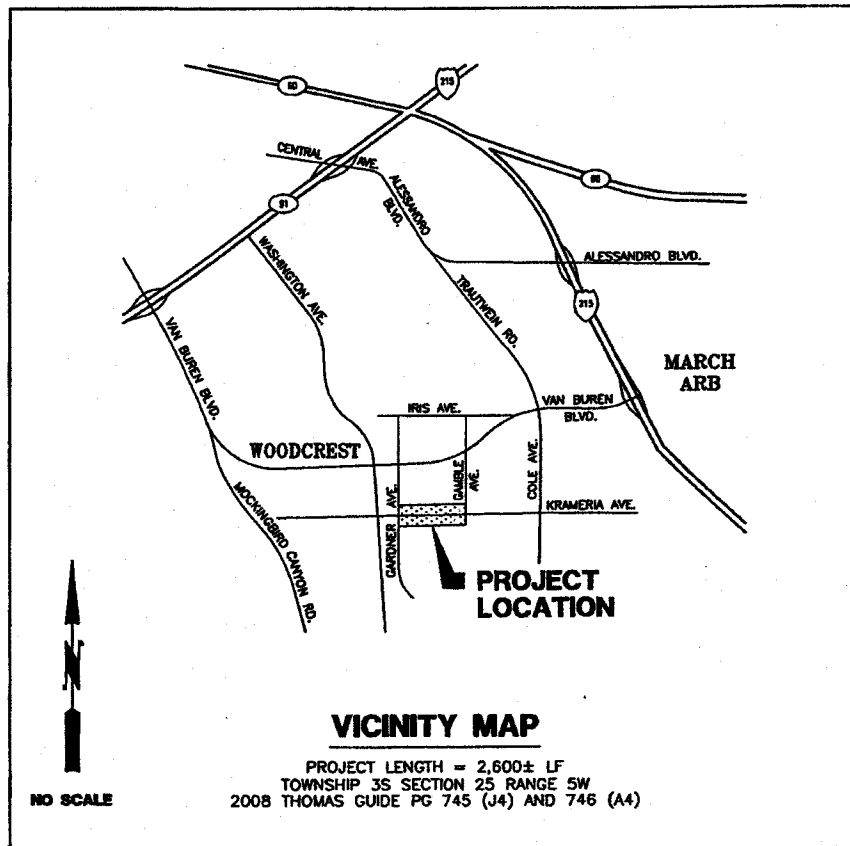 215
60
CENTRAL AVE.
91
ALESSANDRO
BLVD.
60
WASHINGTON AVE.
ALESSANDRO BLVD.
TRAUTWEIN RD.
215
VAN BUREN BLVD.
MARCH
ARB
IRIS AVE.
VAN BUREN
BLVD.
WOODCREST
GAMBLE
AVE.
COLE AVE.
MOCKINGBIRD CANYON RD.
GARDNER AVE.
KRAMERIA AVE.
PROJECT
LOCATION
N
NO SCALE
VICINITY MAP
PROJECT LENGTH = 2,600± LF
TOWNSHIP 3S SECTION 25 RANGE 5W
2008 THOMAS GUIDE PG 745 (J4) AND 746 (A4)